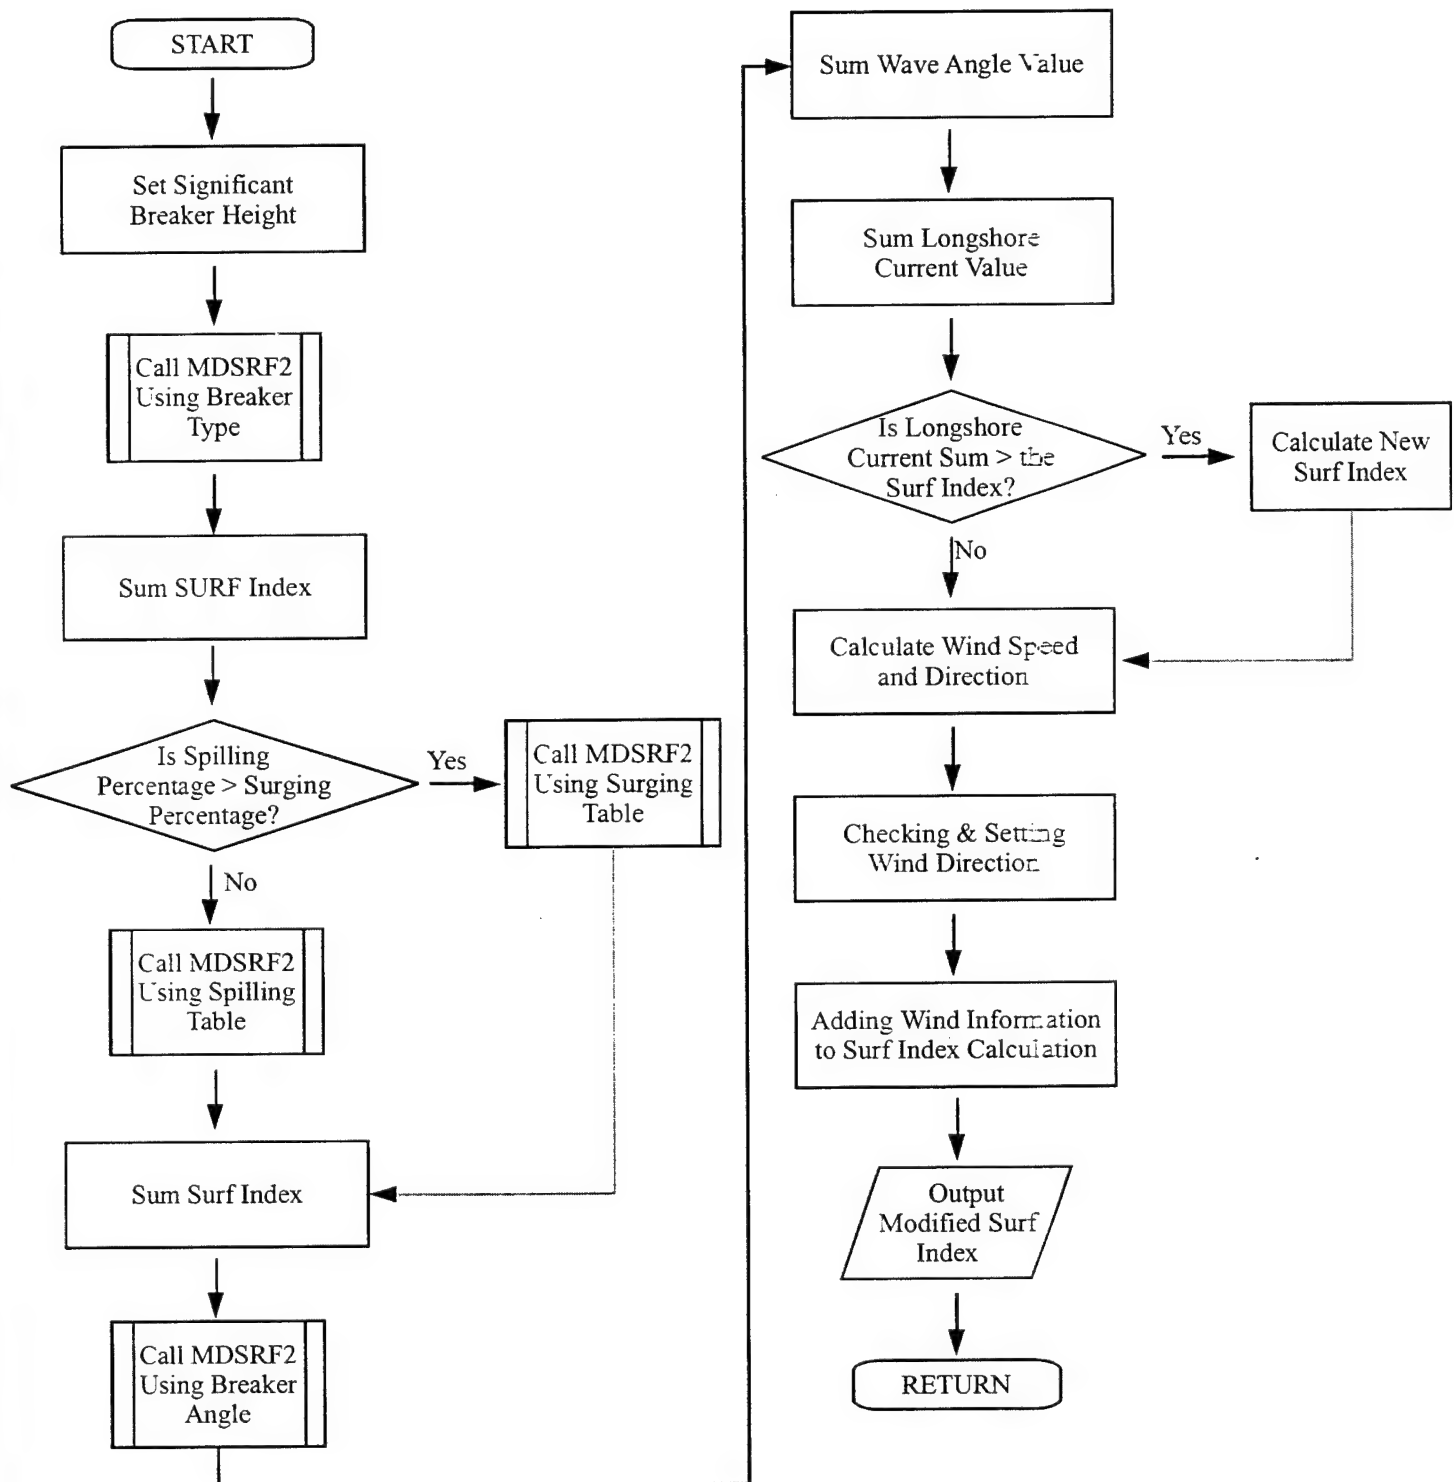 START
Set Significant
Breaker Height
Call MDSRF2
Using Breaker
Type
Sum SURF Index
Is Spilling
Percentage > Surging
Percentage?
Yes
Call MDSRF2
Using Surging
Table
No
Call MDSRF2
Using Spilling
Table
Sum Surf Index
Call MDSRF2
Using Breaker
Angle
Sum Wave Angle Value
Sum Longshore
Current Value
Is Longshore
Current Sum > the
Surf Index?
Yes
Calculate New
Surf Index
No
Calculate Wind Speed
and Direction
Checking & Setting
Wind Direction
Adding Wind Information
to Surf Index Calculation
Output
Modified Surf
Index
RETURN